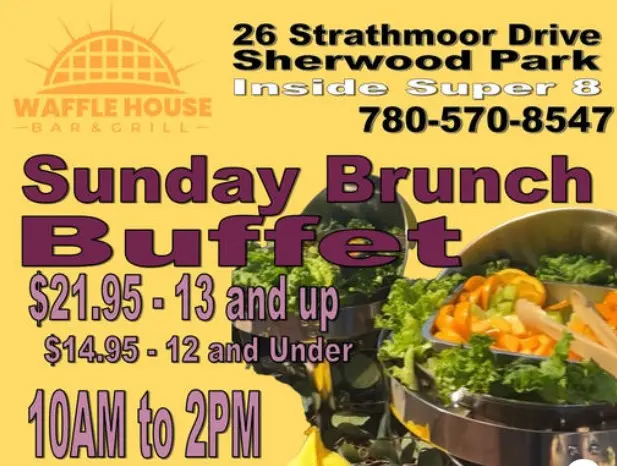 WAFFLE HOUSE
BAR & GRILL
26 Strathmoor Drive
Sherwood Park
Inside Super 8
780-570-8547
Sunday Brunch
Buffet
$21.95 - 13 and up
$14.95 - 12 and Under
10AM to 2PM